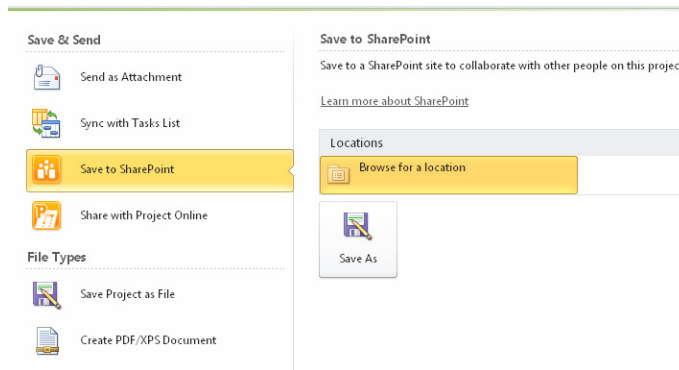 Save & Send
Send as Attachment
Sync with Tasks List
Save to SharePoint
Share with Project Online
File Types
Save Project as File
Create PDF/XPS Document
Save to SharePoint
Save to a SharePoint site to collaborate with other people on this projec
Learn more about SharePoint
Locations
Browse for a location
Save As